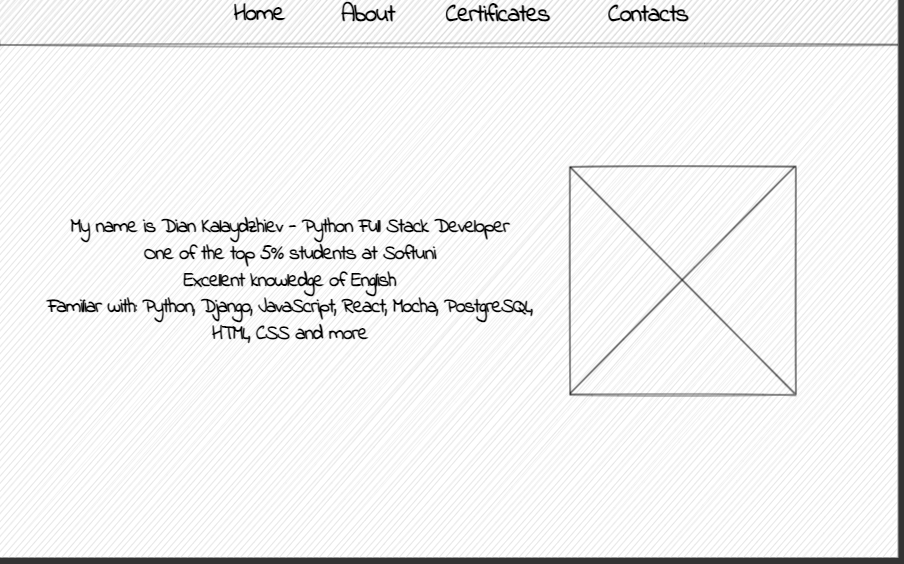 Home About Certificates Contacts
My name is Dian Kalaydzhiev - Python Full Stack Developer
One of the top 5% students at Softuni
Excellent knowledge of English
Familiar with: Python, Django, JavaScript, React, Mocha, PostgreSQL,
HTML, CSS and more